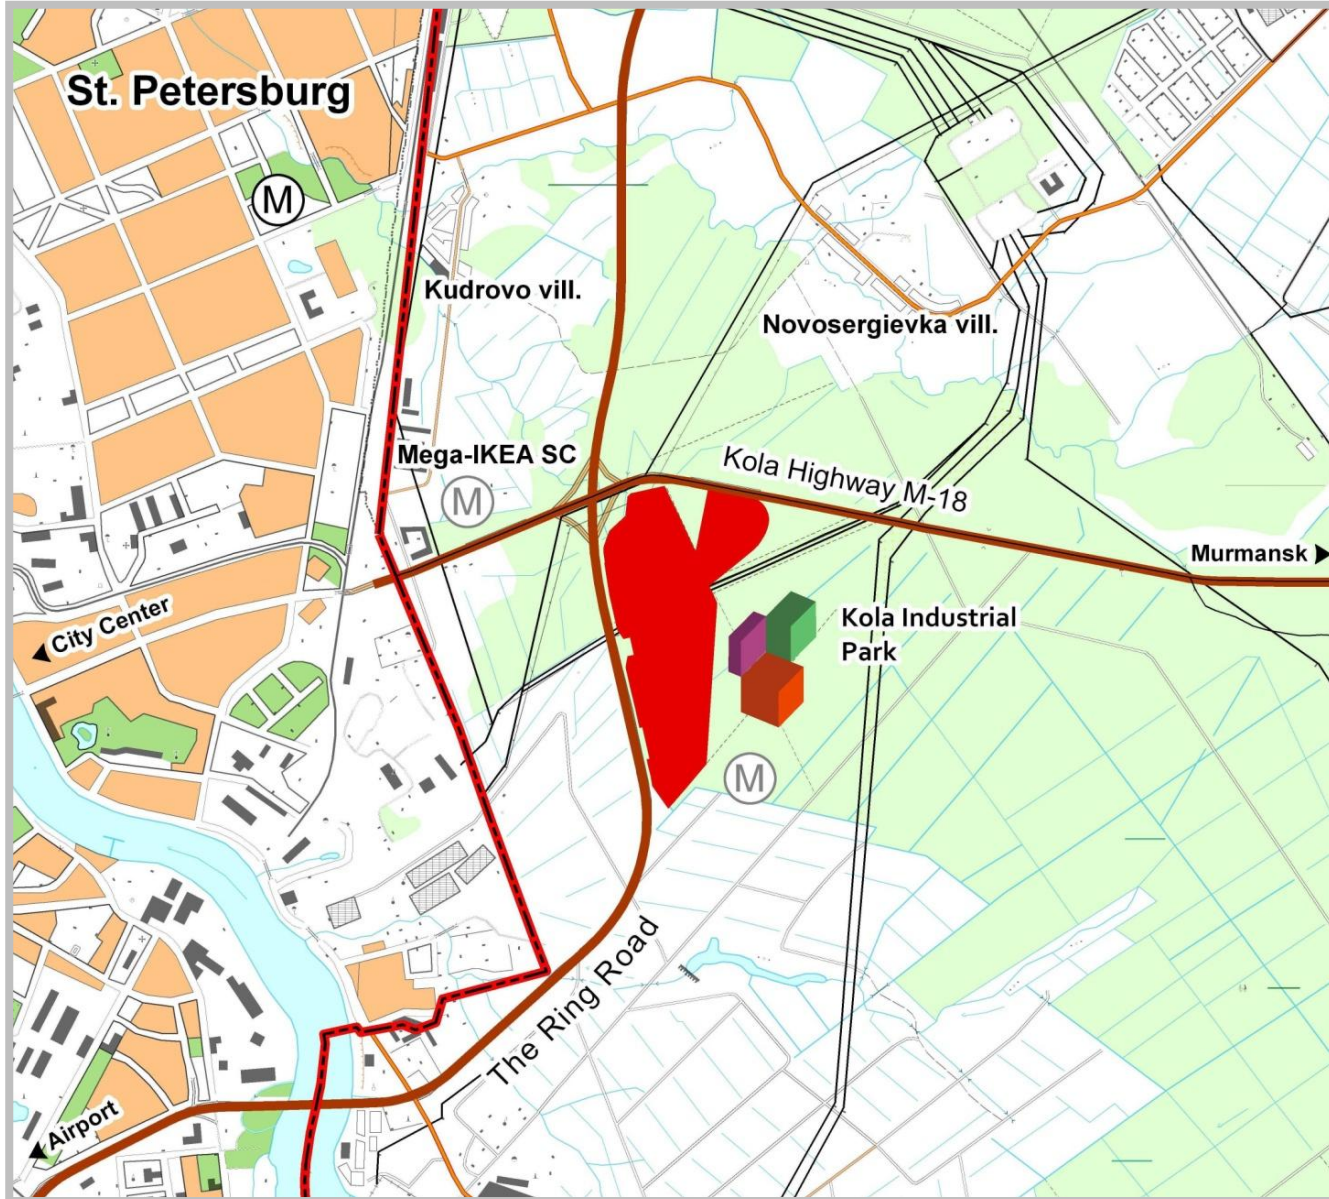 St. Petersburg
M
Kudrovo vill.
Novosergievka vill.
Mega-IKEA SC
M
Kola Highway M-18
Murmansk
City Center
Kola Industrial
Park
M
The Ring Road
Airport